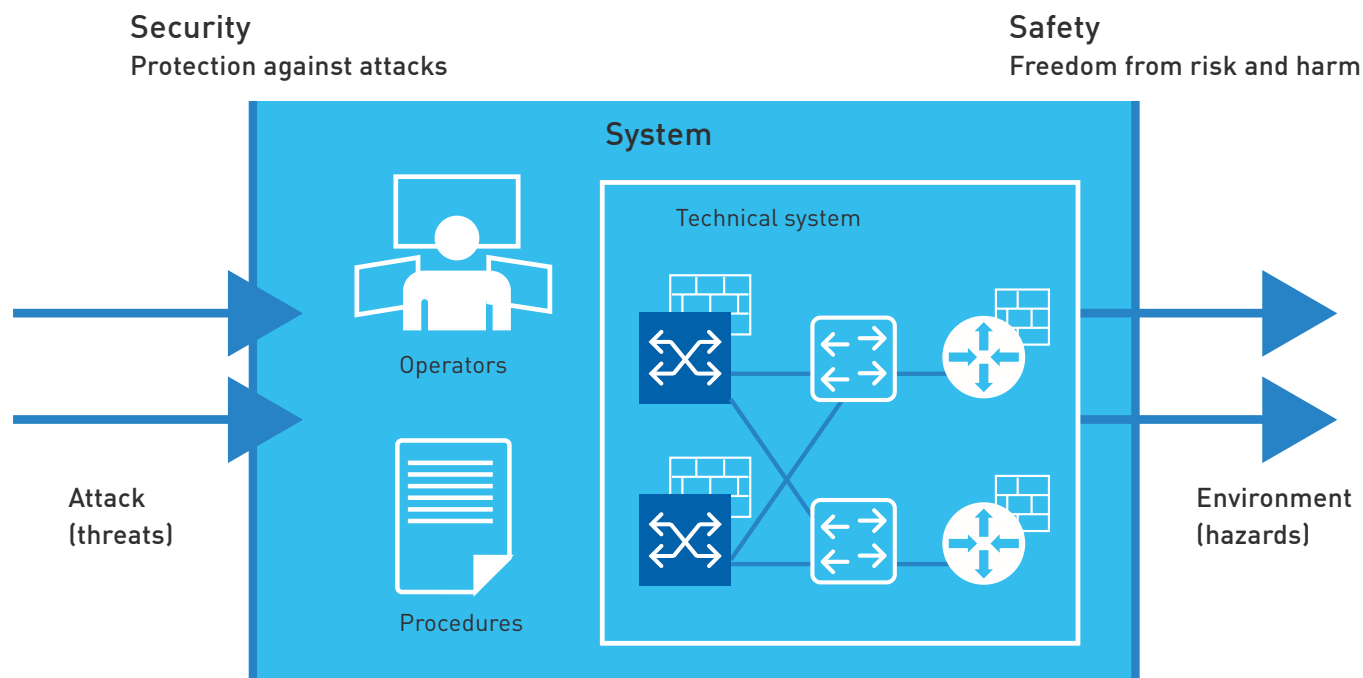 Security
Protection against attacks
Safety
Freedom from risk and harm
System
Technical system
Operators
Procedures
Attack
(threats)
Environment
(hazards)